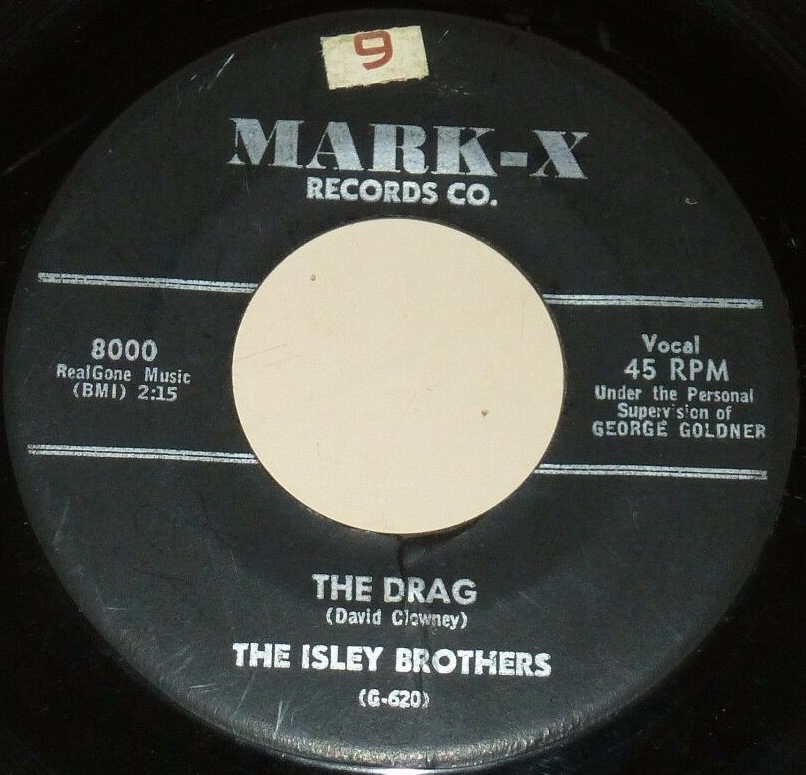 9
MARK-X
RECORDS CO.
8000
RealGone Music
(BMI) 2:15
Vocal
45 RPM
Under the Personal
Supervision of
GEORGE GOLDNER
THE DRAG
(David Clowney)
THE ISLEY BROTHERS
(G-620)